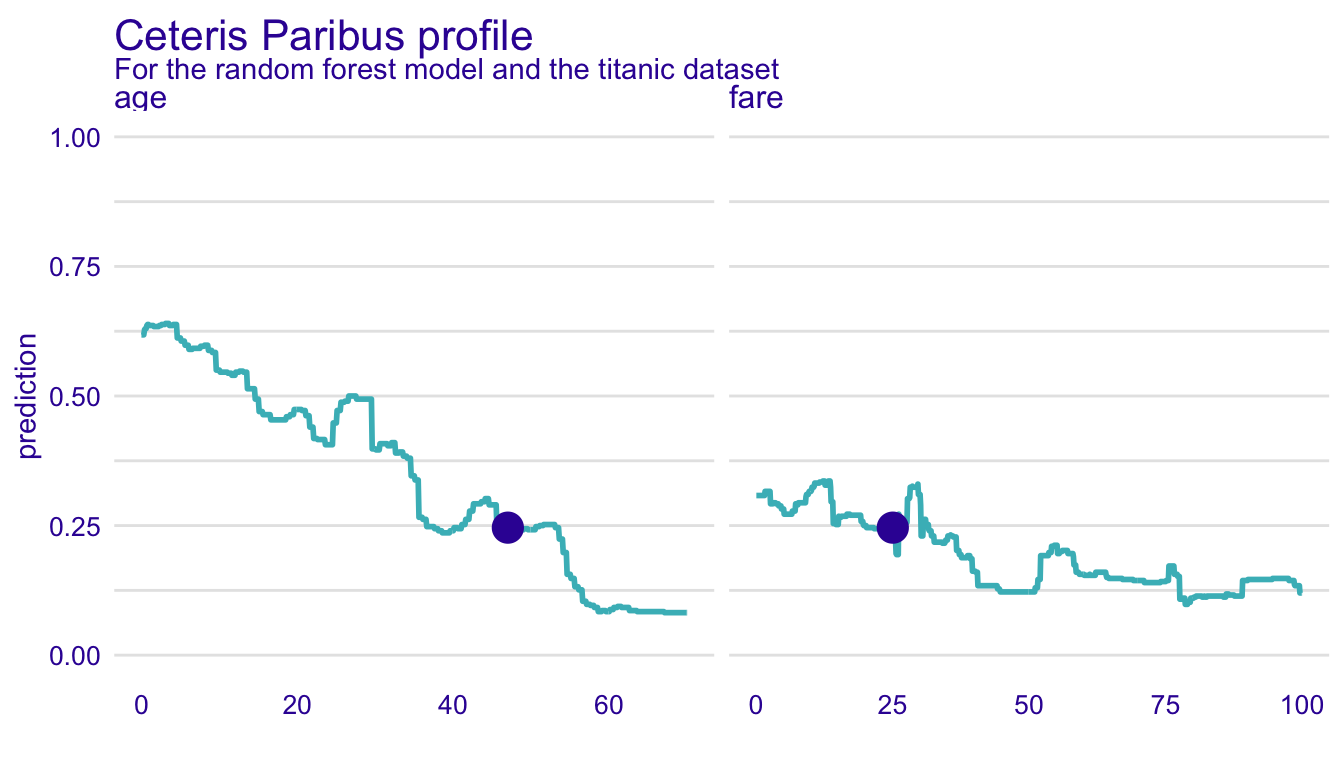 Ceteris Paribus profile
For the random forest model and the titanic dataset
age
fare
1.00
0.75
0.50
0.25
0.00
prediction
0 20 40 60
0 25 50 75 100